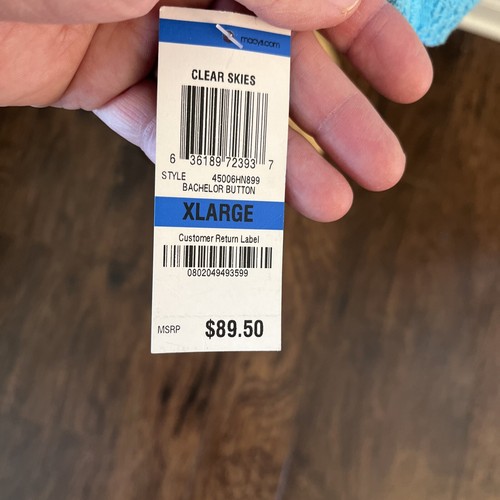 macys.com
CLEAR SKIES
6 36189 72393 7
STYLE 45006HN899
BACHELOR BUTTON
XLARGE
Customer Return Label
0802049493599
MSRP $89.50